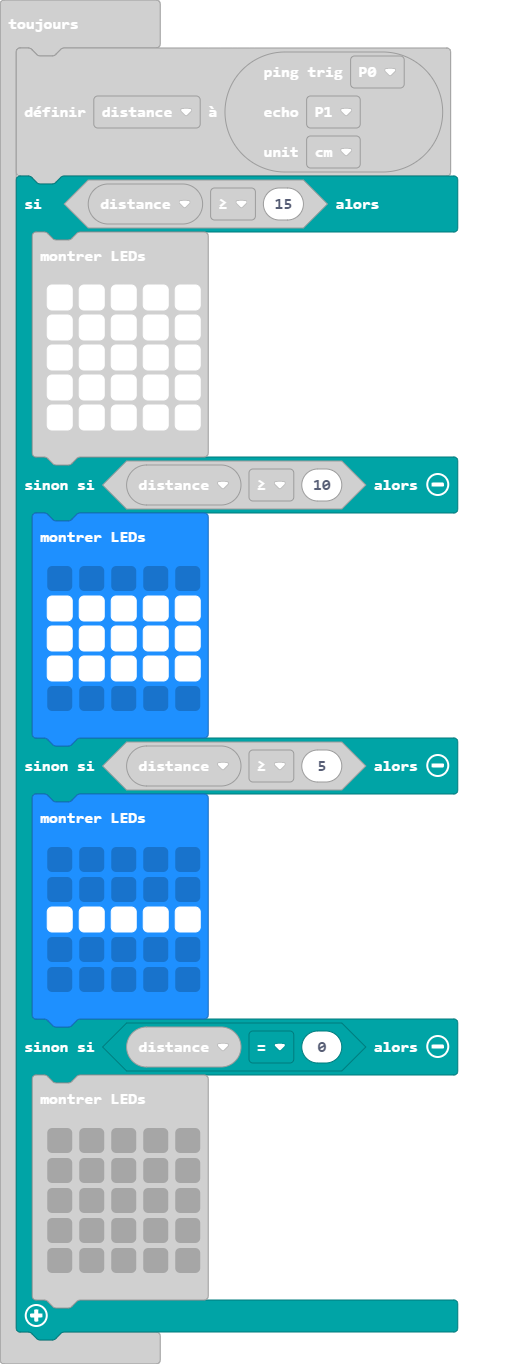 toujours
ping trig P0
définir distance à echo P1
unit cm
si distance ≥ 15 alors
montrer LEDs
sinon si distance ≥ 10 alors
montrer LEDs
sinon si distance ≥ 5 alors
montrer LEDs
sinon si distance = 0 alors
montrer LEDs